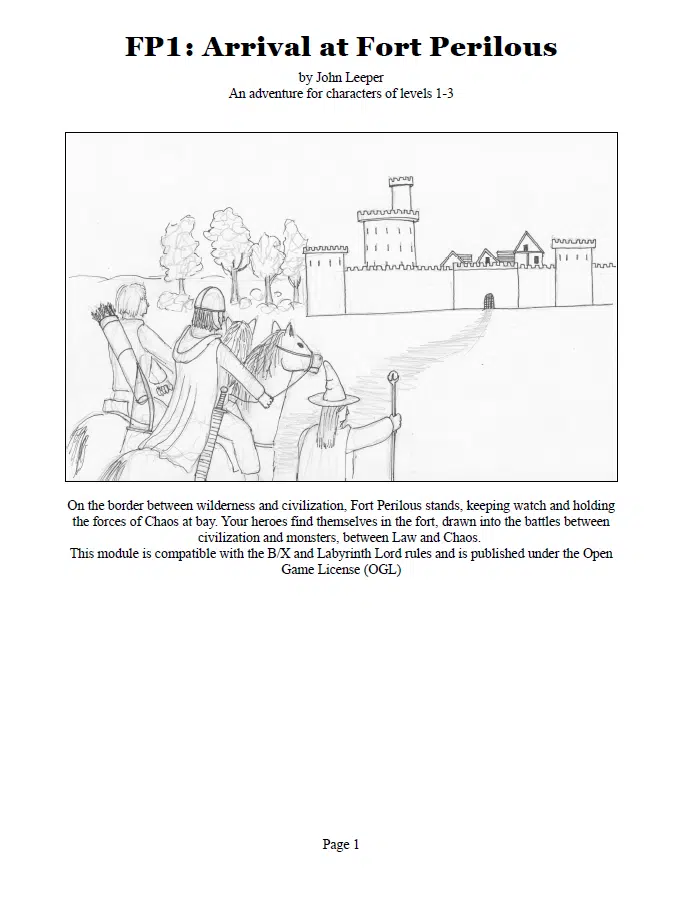 FP1: Arrival at Fort Perilous
by John Leeper
An adventure for characters of levels 1-3
On the border between wilderness and civilization, Fort Perilous stands, keeping watch and holding
the forces of Chaos at bay. Your heroes find themselves in the fort, drawn into the battles between
civilization and monsters, between Law and Chaos.
This module is compatible with the B/X and Labyrinth Lord rules and is published under the Open
Game License (OGL)
Page 1